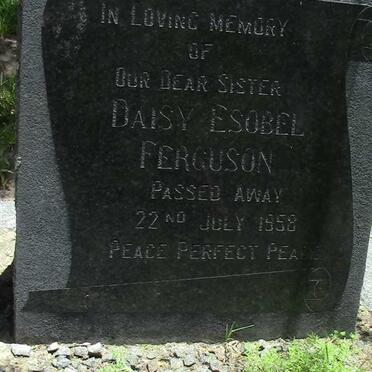 In Loving Memory
of
Our Dear Sister
Daisy Esobel
Ferguson
Passed Away
22nd July 1958
Peace Perfect Peace